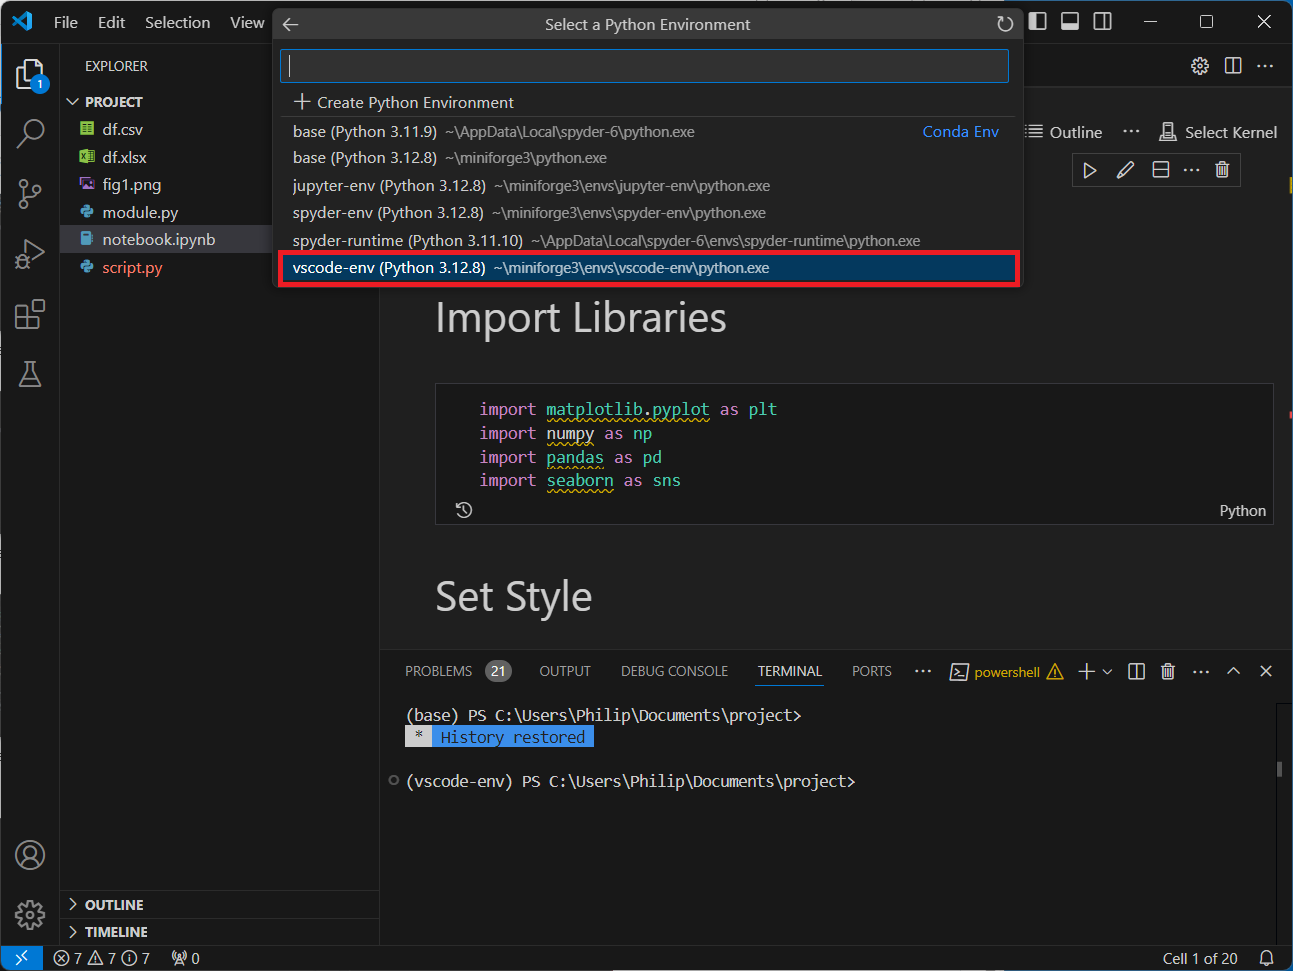 File Edit Selection View
Select a Python Environment
EXPLORER
1
PROJECT
df.csv
df.xlsx
fig1.png
module.py
notebook.ipynb
script.py
Create Python Environment
base (Python 3.11.9) ~\AppData\Local\spyder-6\python.exe Conda Env
base (Python 3.12.8) ~\miniforge3\python.exe
jupyter-env (Python 3.12.8) ~\miniforge3\envs\jupyter-env\python.exe
spyder-env (Python 3.12.8) ~\miniforge3\envs\spyder-env\python.exe
spyder-runtime (Python 3.11.10) ~\AppData\Local\spyder-6\envs\spyder-runtime\python.exe
vscode-env (Python 3.12.8) ~\miniforge3\envs\vscode-env\python.exe
Outline ··· Select Kernel
Import Libraries
import matplotlib.pyplot as plt
import numpy as np
import pandas as pd
import seaborn as sns
Python
Set Style
PROBLEMS 21 OUTPUT DEBUG CONSOLE TERMINAL PORTS ··· powershell
(base) PS C:\Users\Philip\Documents\project>
* History restored
(vscode-env) PS C:\Users\Philip\Documents\project>
OUTLINE
TIMELINE
7 7 7 0
Cell 1 of 20